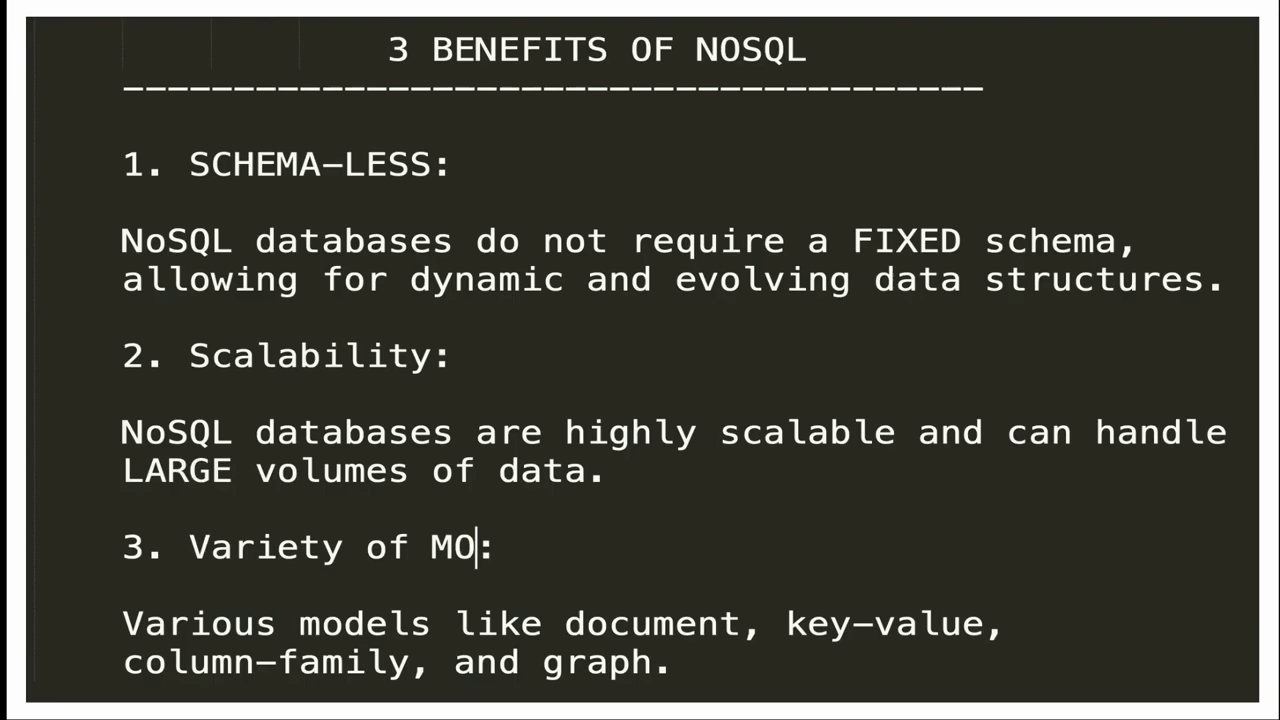 3 BENEFITS OF NOSQL
---------------------------------------
1. SCHEMA-LESS:
NoSQL databases do not require a FIXED schema,
allowing for dynamic and evolving data structures.
2. Scalability:
NoSQL databases are highly scalable and can handle
LARGE volumes of data.
3. Variety of MO:
Various models like document, key-value,
column-family, and graph.